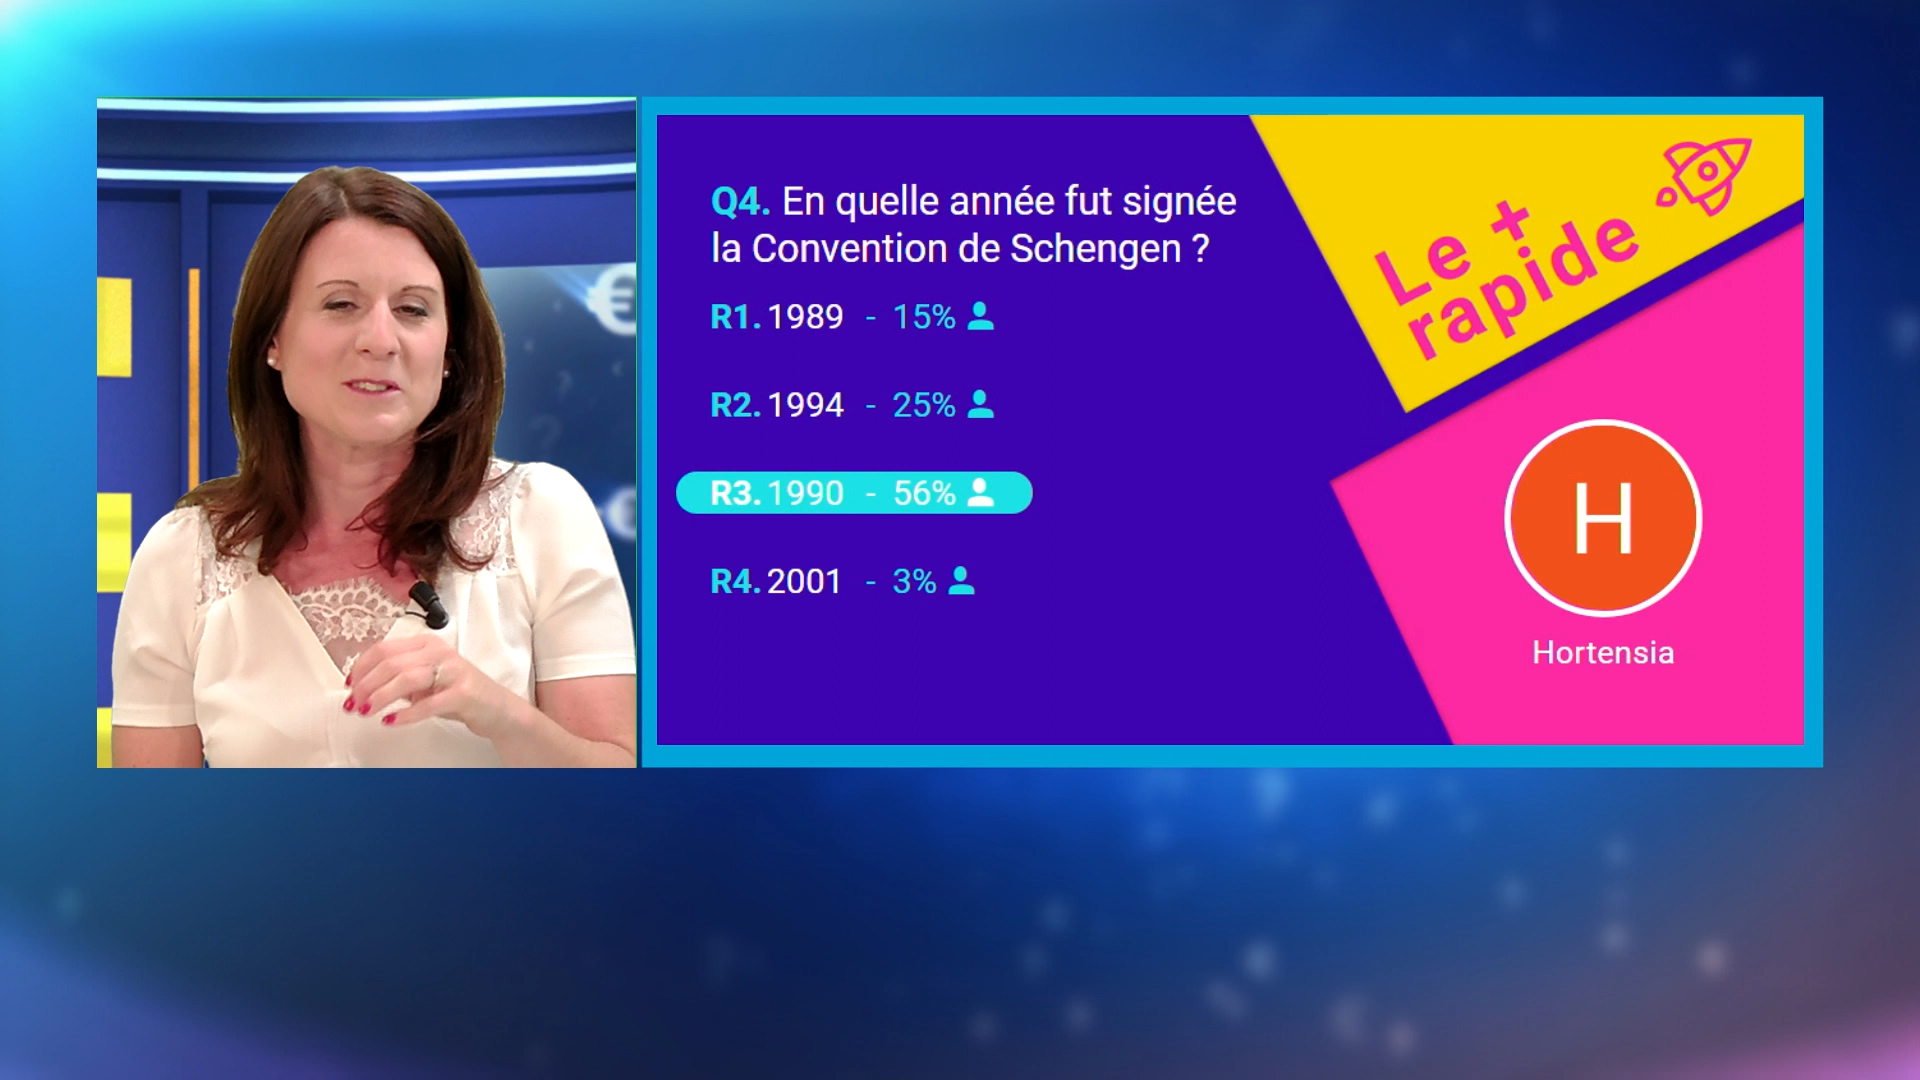 Q4. En quelle année fut signée
la Convention de Schengen ?
R1. 1989 - 15%
R2. 1994 - 25%
R3. 1990 - 56%
R4. 2001 - 3%
Le +
rapide
H
Hortensia
€